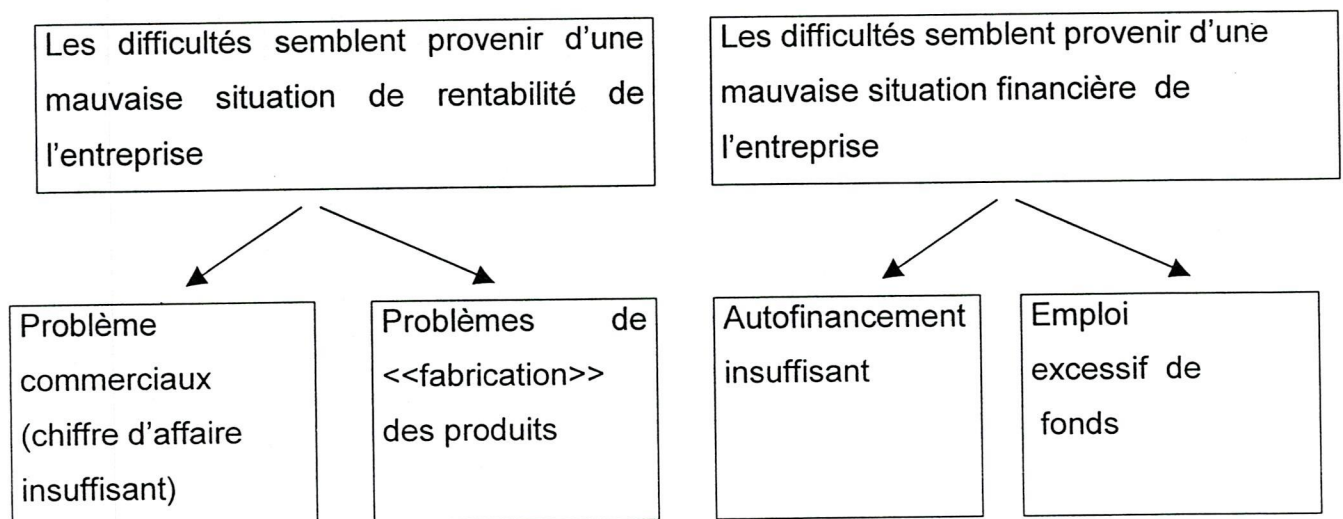 Les difficultés semblent provenir d'une
mauvaise situation de rentabilité de
l'entreprise
Les difficultés semblent provenir d'une
mauvaise situation financière de
l'entreprise
Problème
commerciaux
(chiffre d'affaire
insuffisant)
Problèmes de
<<fabrication>>
des produits
Autofinancement
insuffisant
Emploi
excessif de
fonds